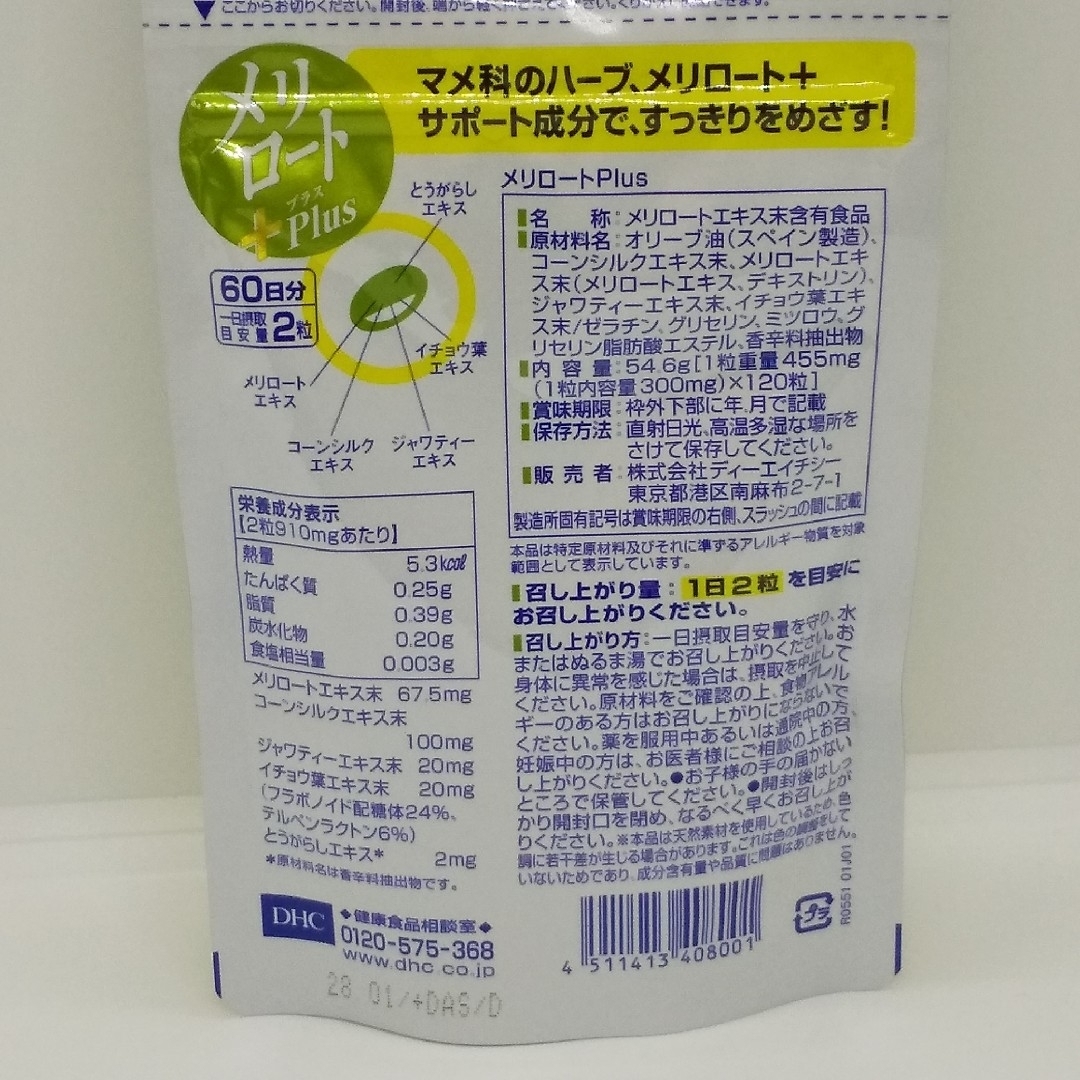 ▼ここからお切りください。開封後、端から
メリ
ロート
プラス
+Plus
マメ科のハーブ、メリロート+
サポート成分で、すっきりをめざす!
60日分
一日摂取
目安量 2粒
とうがらし
エキス
イチョウ葉
エキス
メリロート
エキス
コーンシルク
エキス
ジャワティー
エキス
メリロートPlus
名 称:メリロートエキス末含有食品
原材料名:オリーブ油(スペイン製造)、
コーンシルクエキス末、メリロートエキ
ス末(メリロートエキス、デキストリン)、
ジャワティーエキス末、イチョウ葉エキ
ス末/ゼラチン、グリセリン、ミツロウ、グ
リセリン脂肪酸エステル、香辛料抽出物
内 容 量:54.6g[1粒重量455mg
(1粒内容量300mg)×120粒]
賞味期限:枠外下部に年.月で記載
保存方法:直射日光、高温多湿な場所を
さけて保存してください。
販 売 者:株式会社ディーエイチシー
東京都港区南麻布2-7-1
製造所固有記号は賞味期限の右側、スラッシュの間に記載
本品は特定原材料及びそれに準ずるアレルギー物質を対象
範囲として表示しています。
召し上がり量:1日2粒を目安に
お召し上がりください。
召し上がり方:一日摂取目安量を守り、水
またはぬるま湯でお召し上がりください。お
身体に異常を感じた場合は、摂取を中止して
ください。原材料をご確認の上、食物アレル
ギーのある方はお召し上がりにならないで
ください。薬を服用中あるいは通院中の方、
妊娠中の方は、お医者様にご相談の上お召
し上がりください。●お子様の手の届かない
ところで保管してください。●開封後はしっ
かり開封口を閉め、なるべく早くお召し上が
りください。※本品は天然素材を使用しているため、色
調に若干差が生じる場合があります。これは色の調整をして
いないためであり、成分含有量や品質に問題はありません。
栄養成分表示
【2粒910mgあたり】
熱量 5.3kcal
たんぱく質 0.25g
脂質 0.39g
炭水化物 0.20g
食塩相当量 0.003g
メリロートエキス末 67.5mg
コーンシルクエキス末
100mg
ジャワティーエキス末 20mg
イチョウ葉エキス末 20mg
(フラボノイド配糖体24%、
テルペンラクトン6%)
とうがらしエキス* 2mg
*原材料名は香辛料抽出物です。
DHC
◆健康食品相談室◆
0120-575-368
www.dhc.co.jp
4 511413 408001
プラ
R0551 01J01
28 01/+DAS/D